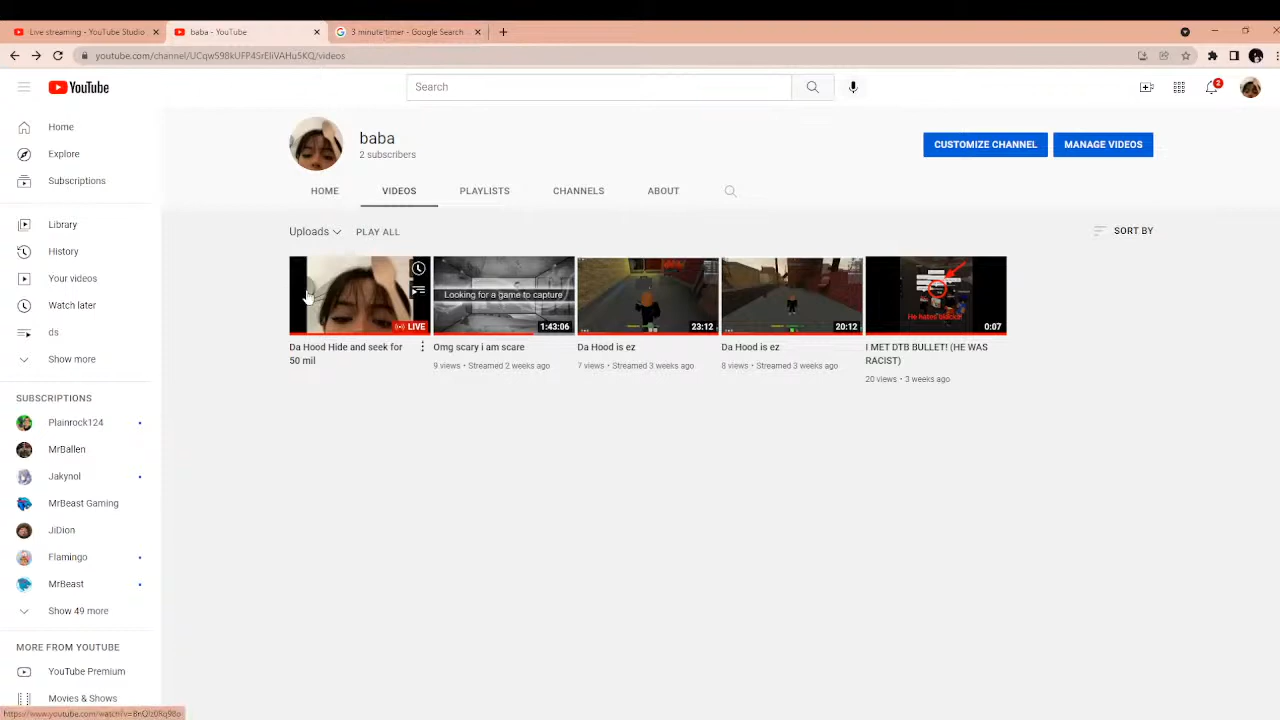 Live streaming - YouTube Studio
baba - YouTube
3 minute timer - Google Search
youtube.com/channel/UCqwS98kUFP4SrEIiVAHu5KQ/videos
YouTube
Search
2
Home
Explore
Subscriptions
Library
History
Your videos
Watch later
ds
Show more
SUBSCRIPTIONS
Plainrock124
MrBallen
Jakynol
MrBeast Gaming
JiDion
Flamingo
MrBeast
Show 49 more
MORE FROM YOUTUBE
YouTube Premium
Movies & Shows
baba
2 subscribers
CUSTOMIZE CHANNEL
MANAGE VIDEOS
HOME
VIDEOS
PLAYLISTS
CHANNELS
ABOUT
Uploads
PLAY ALL
SORT BY
LIVE
Da Hood Hide and seek for
50 mil
Looking for a game to capture
1:43:06
Omg scary i am scare
9 views • Streamed 2 weeks ago
23:12
Da Hood is ez
7 views • Streamed 3 weeks ago
20:12
Da Hood is ez
8 views • Streamed 3 weeks ago
0:07
I MET DTB BULLET! (HE WAS
RACIST)
20 views • 3 weeks ago